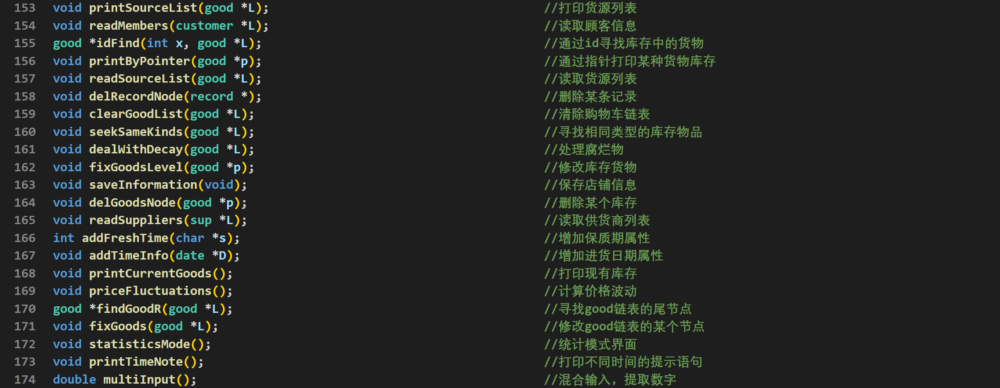 153 void printSourceList(good *L); //打印货源列表
154 void readMembers(customer *L); //读取顾客信息
155 good *idFind(int x, good *L); //通过id寻找库存中的货物
156 void printByPointer(good *p); //通过指针打印某种货物库存
157 void readSourceList(good *L); //读取货源列表
158 void delRecordNode(record *); //删除某条记录
159 void clearGoodList(good *L); //清除购物车链表
160 void seekSameKinds(good *L); //寻找相同类型的库存物品
161 void dealWithDecay(good *L); //处理腐烂物
162 void fixGoodsLevel(good *p); //修改库存货物
163 void saveInformation(void); //保存店铺信息
164 void delGoodsNode(good *p); //删除某个库存
165 void readSuppliers(sup *L); //读取供货商列表
166 int addFreshTime(char *s); //增加保质期属性
167 void addTimeInfo(date *D); //增加进货日期属性
168 void printCurrentGoods(); //打印现有库存
169 void priceFluctuations(); //计算价格波动
170 good *findGoodR(good *L); //寻找good链表的尾节点
171 void fixGoods(good *L); //修改good链表的某个节点
172 void statisticsMode(); //统计模式界面
173 void printTimeNote(); //打印不同时间的提示语句
174 double multiInput(); //混合输入，提取数字